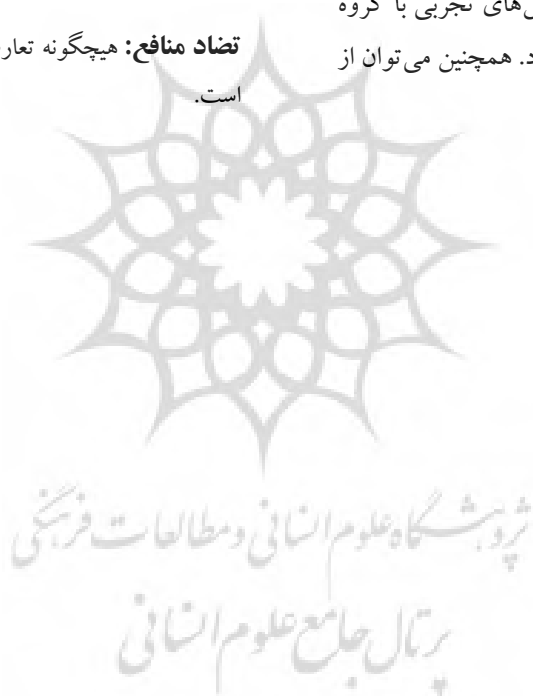 ل‌های تجربی با گروه
د. همچنین می‌توان از
تضاد منافع: هیچگونه تعار
است.
پژوهشگاه علوم انسانی و مطالعات فرهنگی
پرتال جامع علوم انسانی